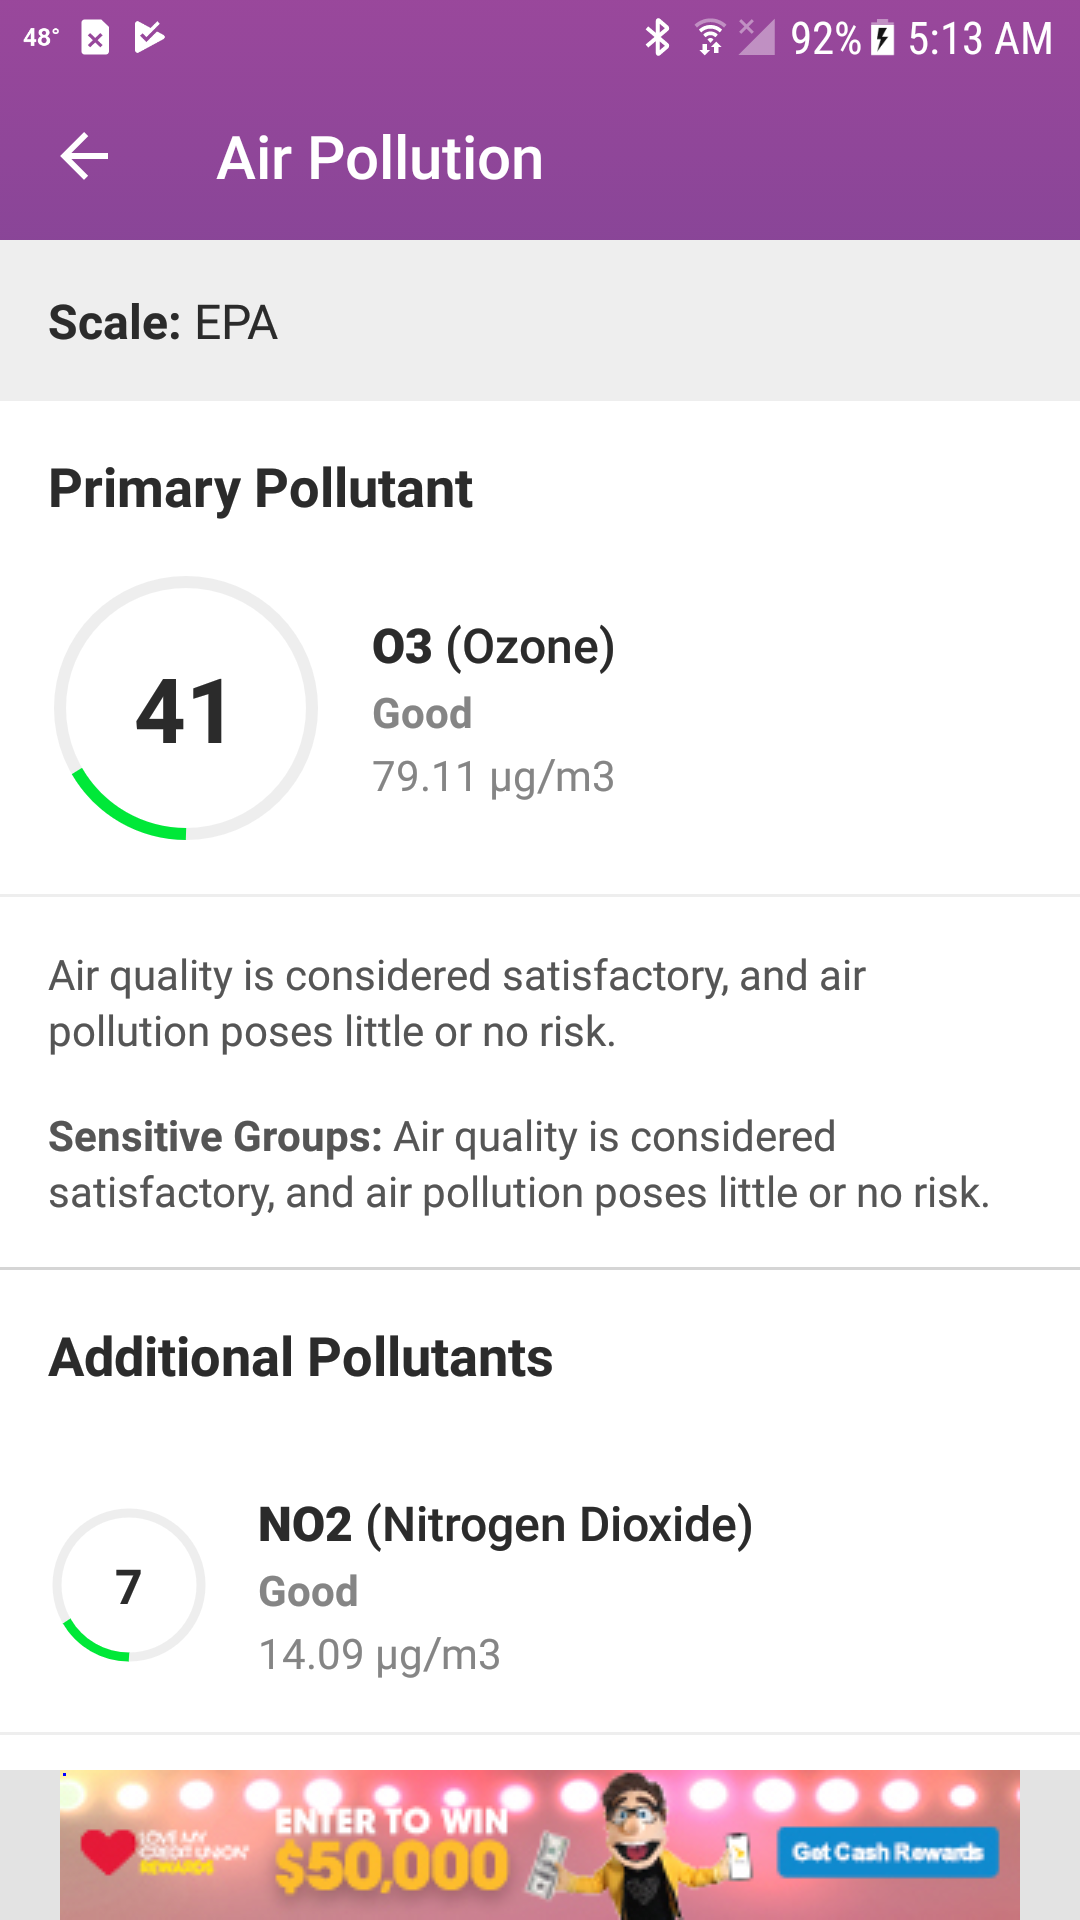 48°
92%
5:13 AM
Air Pollution
Scale: EPA
Primary Pollutant
41
O3 (Ozone)
Good
79.11 µg/m3
Air quality is considered satisfactory, and air
pollution poses little or no risk.
Sensitive Groups: Air quality is considered
satisfactory, and air pollution poses little or no risk.
Additional Pollutants
7
NO2 (Nitrogen Dioxide)
Good
14.09 µg/m3
LOVE MY
CREDIT UNION
REWARDS
ENTER TO WIN
$50,000
Get Cash Rewards